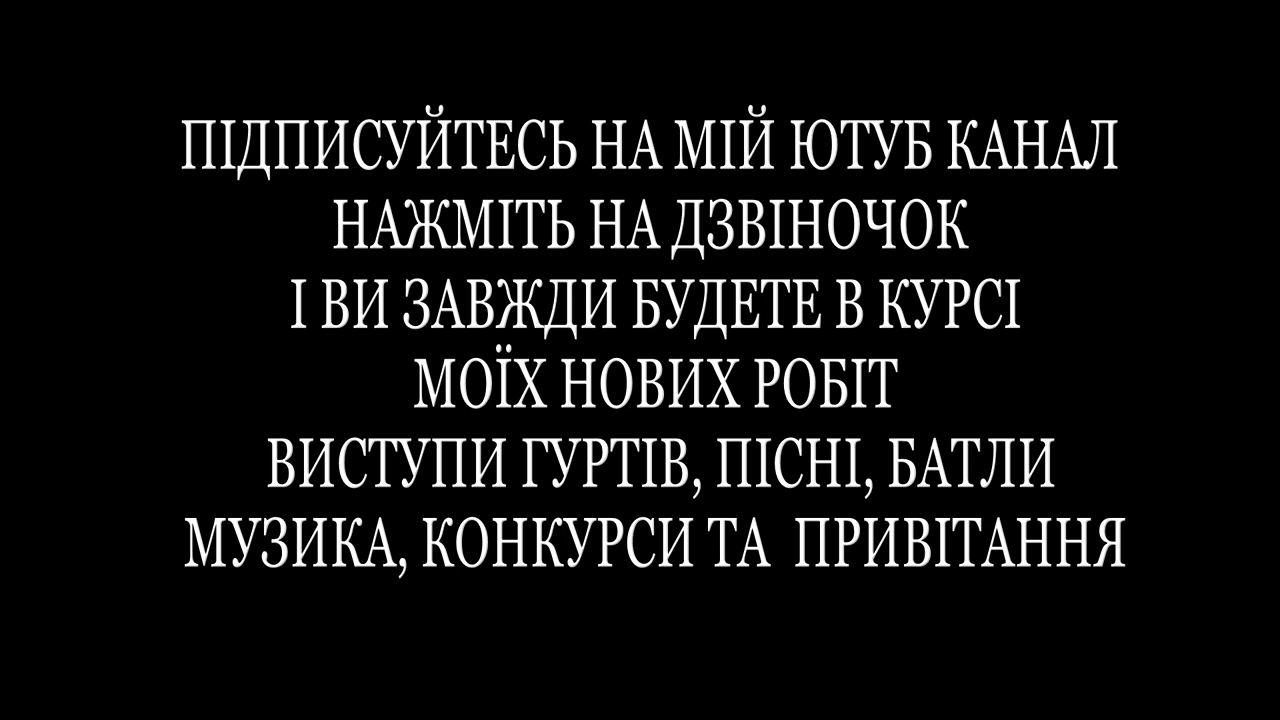 ПІДПИСУЙТЕСЬ НА МІЙ ЮТУБ КАНАЛ
НАЖМІТЬ НА ДЗВІНОЧОК
І ВИ ЗАВЖДИ БУДЕТЕ В КУРСІ
МОЇХ НОВИХ РОБІТ
ВИСТУПИ ГУРТІВ, ПІСНІ, БАТЛИ
МУЗИКА, КОНКУРСИ ТА ПРИВІТАННЯ